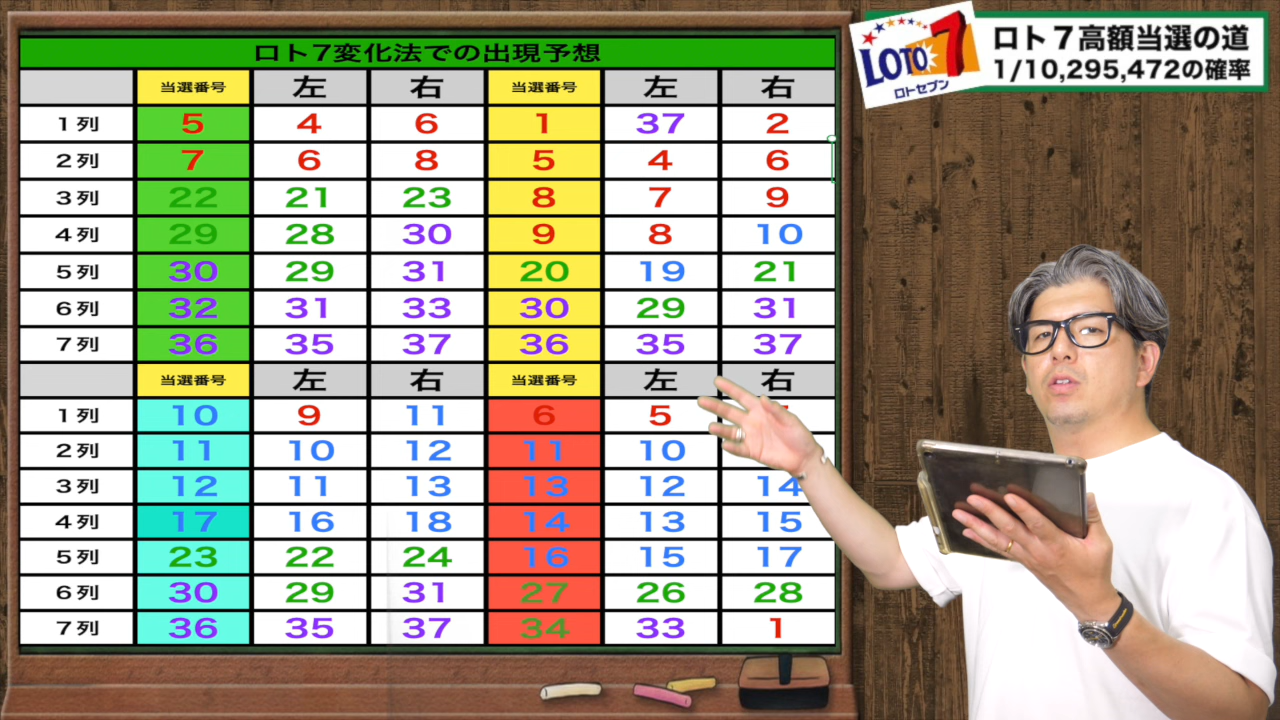 ロト7変化法での出現予想
当選番号 左 右 当選番号 左 右
1列 5 4 6 1 37 2
2列 7 6 8 5 4 6
3列 22 21 23 8 7 9
4列 29 28 30 9 8 10
5列 30 29 31 20 19 21
6列 32 31 33 30 29 31
7列 36 35 37 36 35 37
当選番号 左 右 当選番号 左 右
1列 10 9 11 6 5
2列 11 10 12 11 10
3列 12 11 13 13 12 14
4列 17 16 18 14 13 15
5列 23 22 24 16 15 17
6列 30 29 31 27 26 28
7列 36 35 37 34 33 1
LOTO 7
ロトセブン
ロト7高額当選の道
1/10,295,472の確率